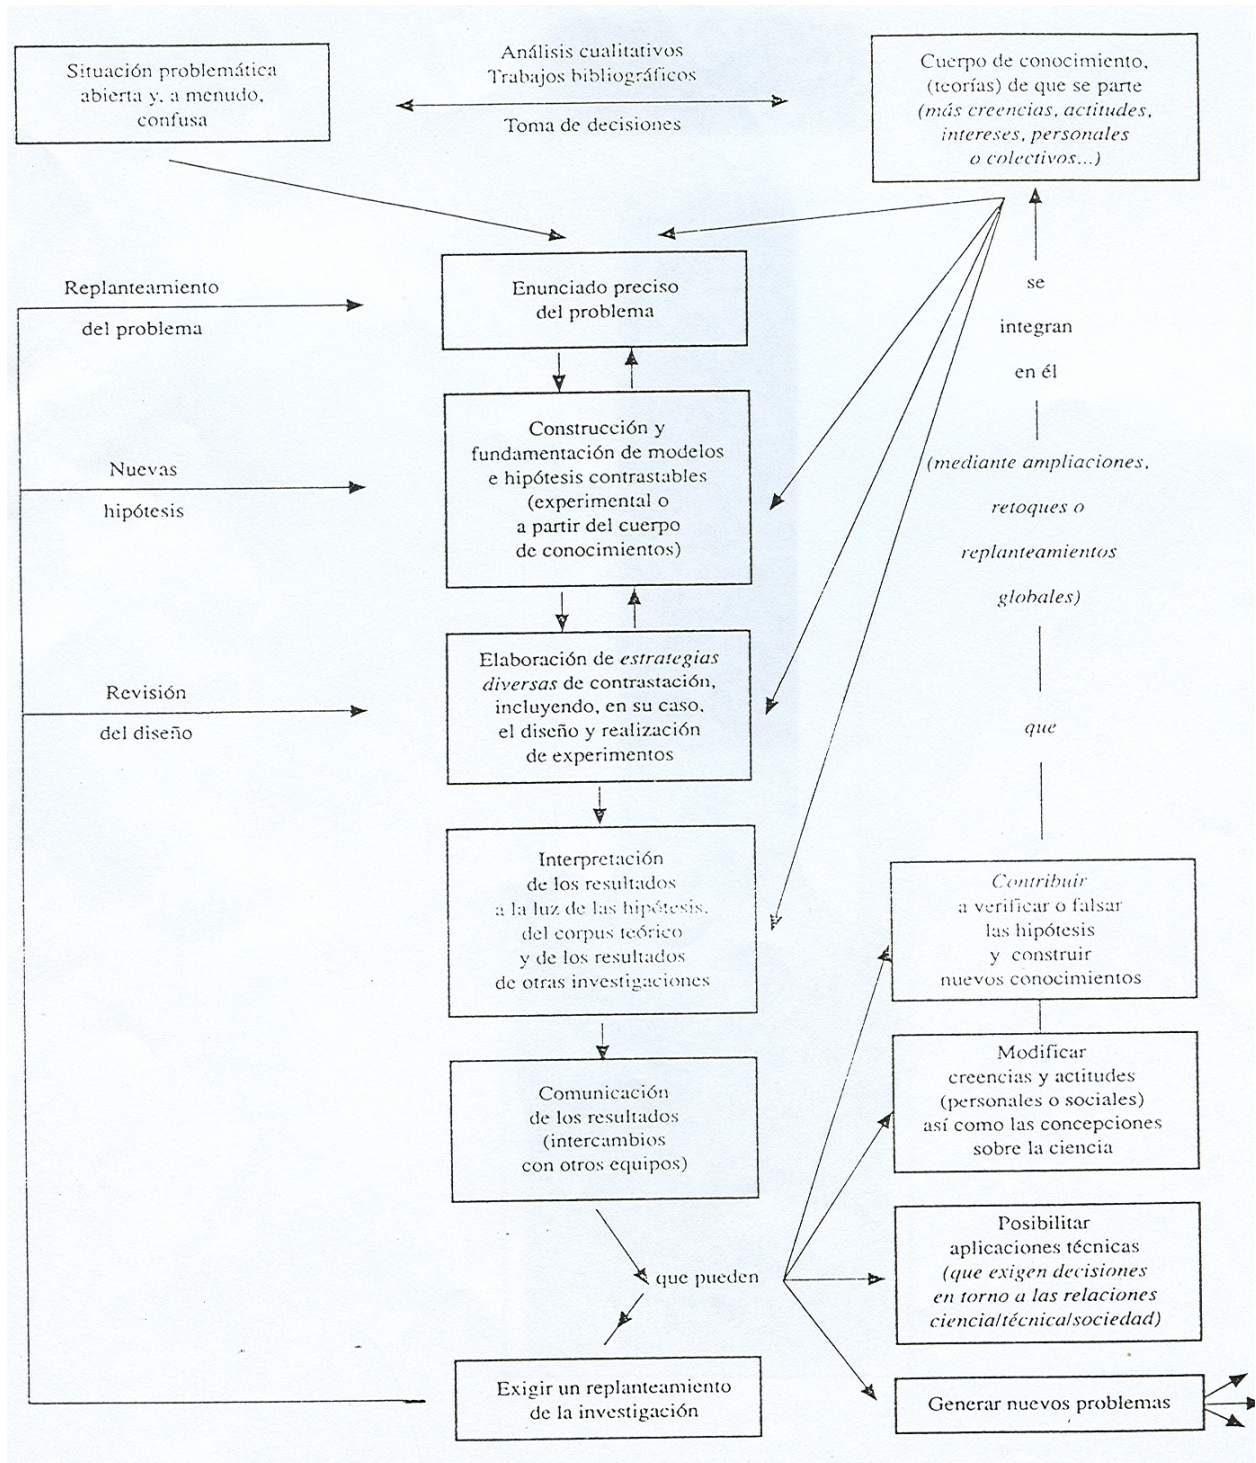 Situación problemática
abierta y, a menudo,
confusa
Análisis cualitativos
Trabajos bibliográficos
Toma de decisiones
Cuerpo de conocimiento,
(teorías) de que se parte
(más creencias, actitudes,
intereses, personales
o colectivos...)
Replanteamiento
del problema
Enunciado preciso
del problema
se
integran
en él
Nuevas
hipótesis
Construcción y
fundamentación de modelos
e hipótesis contrastables
(experimental o
a partir del cuerpo
de conocimientos)
(mediante ampliaciones,
retoques o
replanteamientos
globales)
Revisión
del diseño
Elaboración de estrategias
diversas de contrastación,
incluyendo, en su caso,
el diseño y realización
de experimentos
que
Interpretación
de los resultados
a la luz de las hipótesis,
del corpus teórico
y de los resultados
de otras investigaciones
Contribuir
a verificar o falsar
las hipótesis
y construir
nuevos conocimientos
Comunicación
de los resultados
(intercambios
con otros equipos)
Modificar
creencias y actitudes
(personales o sociales)
así como las concepciones
sobre la ciencia
que pueden
Posibilitar
aplicaciones técnicas
(que exigen decisiones
en torno a las relaciones
ciencia/técnica/sociedad)
Exigir un replanteamiento
de la investigación
Generar nuevos problemas